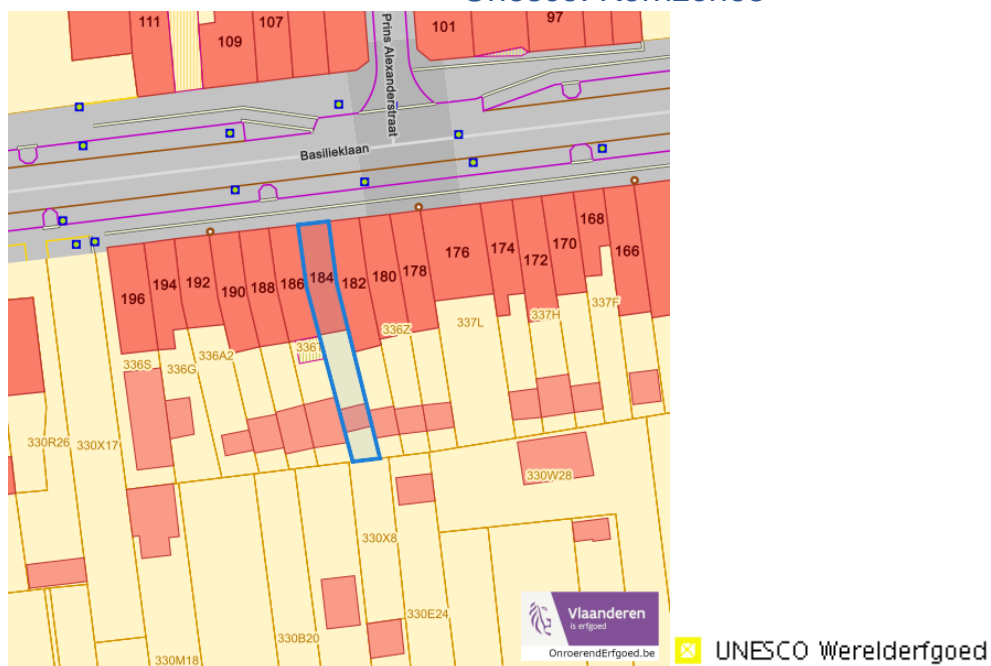 111
107
109
101
97
Prins Alexanderstraat
Basilieklaan
196
194
192
190
188
186
184
182
180
178
176
174
172
170
168
166
336S
336G
336A2
336Z
337L
337H
337F
330R26
330X17
330W28
330X8
330E24
330B20
330M18
Vlaanderen
is erfgoed
OnroerendErfgoed.be
UNESCO Werelderfgoed